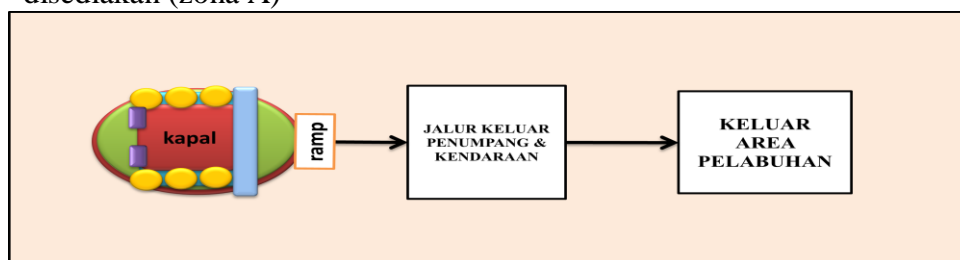 disediakan (zona A)
kapal
ramp
JALUR KELUAR
PENUMPANG &
KENDARAAN
KELUAR
AREA
PELABUHAN